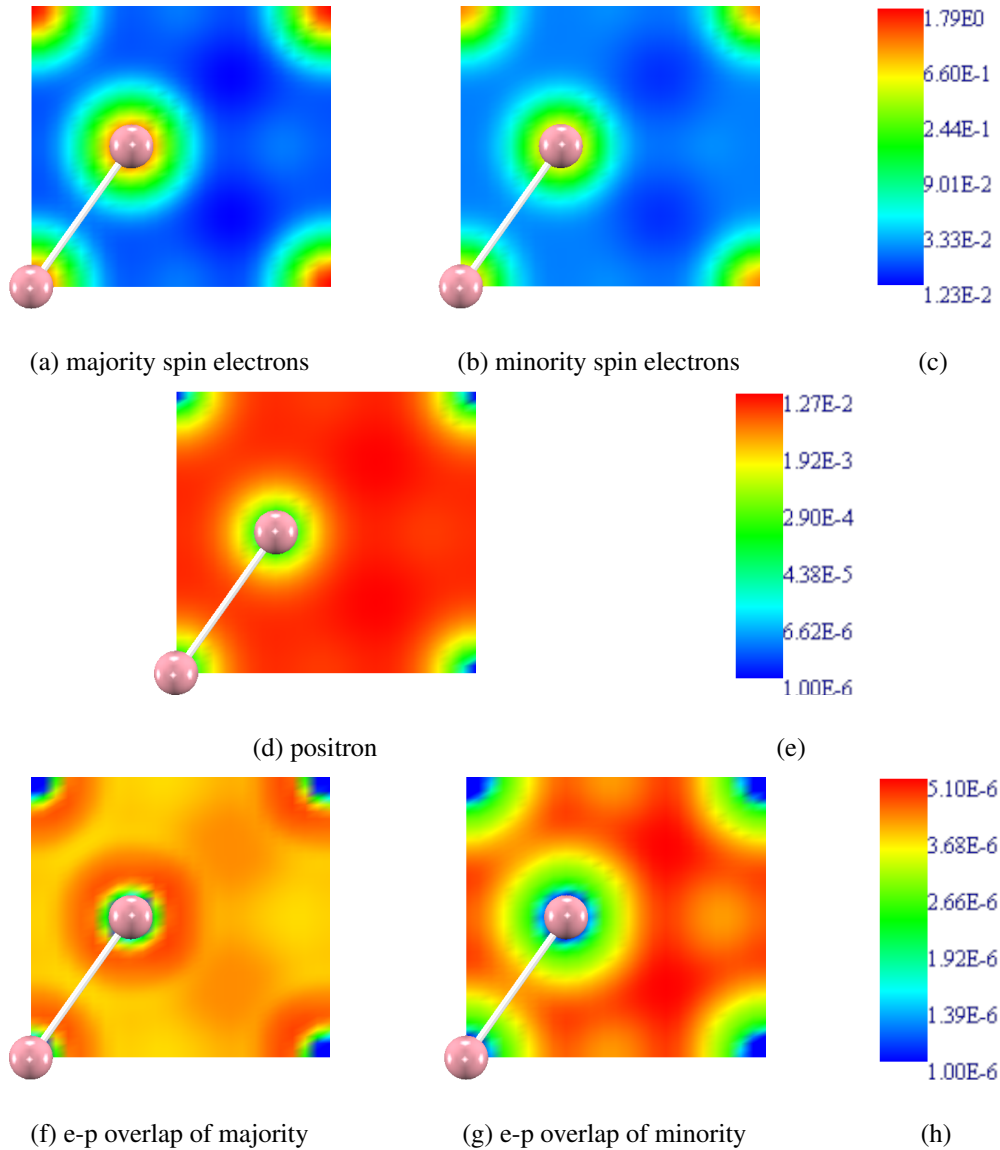 1.79E0
6.60E-1
2.44E-1
9.01E-2
3.33E-2
1.23E-2
(a) majority spin electrons
(b) minority spin electrons
(c)
1.27E-2
1.92E-3
2.90E-4
4.38E-5
6.62E-6
1.00E-6
(d) positron
(e)
5.10E-6
3.68E-6
2.66E-6
1.92E-6
1.39E-6
1.00E-6
(f) e-p overlap of majority
(g) e-p overlap of minority
(h)